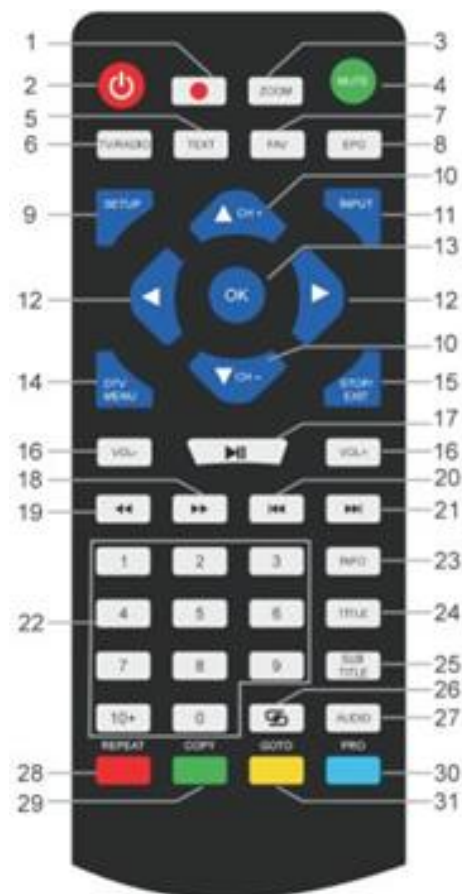 1
3
2
ZOOM
MUTE
4
5
7
6
TV/RADIO
TEXT
FAV
EPG
8
10
9
SETUP
CH +
INPUT
11
13
OK
12
12
10
14
DTV
MENU
CH -
STOP/
EXIT
15
17
16
VOL-
VOL+
16
18
20
19
21
1
2
3
INFO
23
4
5
6
TITLE
24
22
7
8
9
SUB
TITLE
25
26
10+
0
AUDIO
27
REPEAT
COPY
GOTO
PRO
28
30
29
31